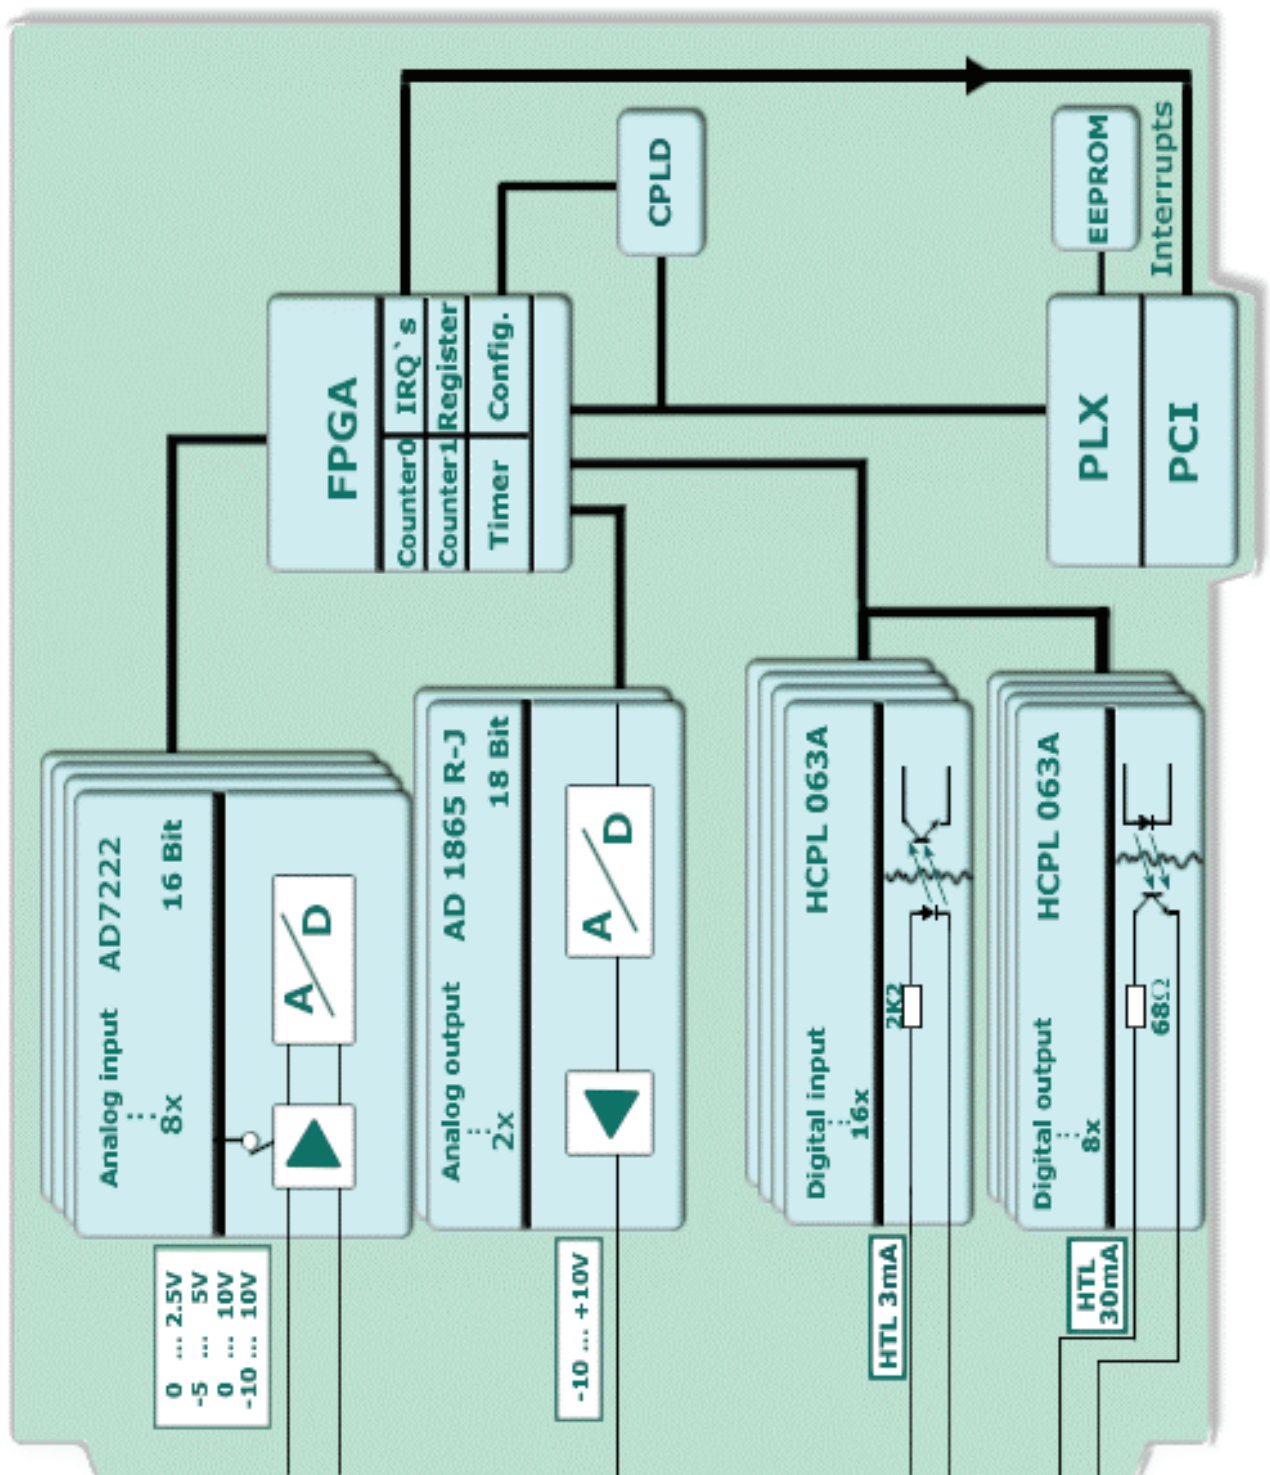 Interrupts
EEPROM
CPLD
FPGA
IRQ`s
Register
Config.
Counter0
Counter1
Timer
PLX
PCI
Analog input AD7222
8x 16 Bit
A/D
0 ... 2.5V
-5 ... 5V
0 ... 10V
-10 ... 10V
Analog output AD 1865 R-J
2x 18 Bit
A/D
-10 ... +10V
Digital input HCPL 063A
16x
2K2
HTL 3mA
Digital output HCPL 063A
8x
68Ω
HTL
30mA